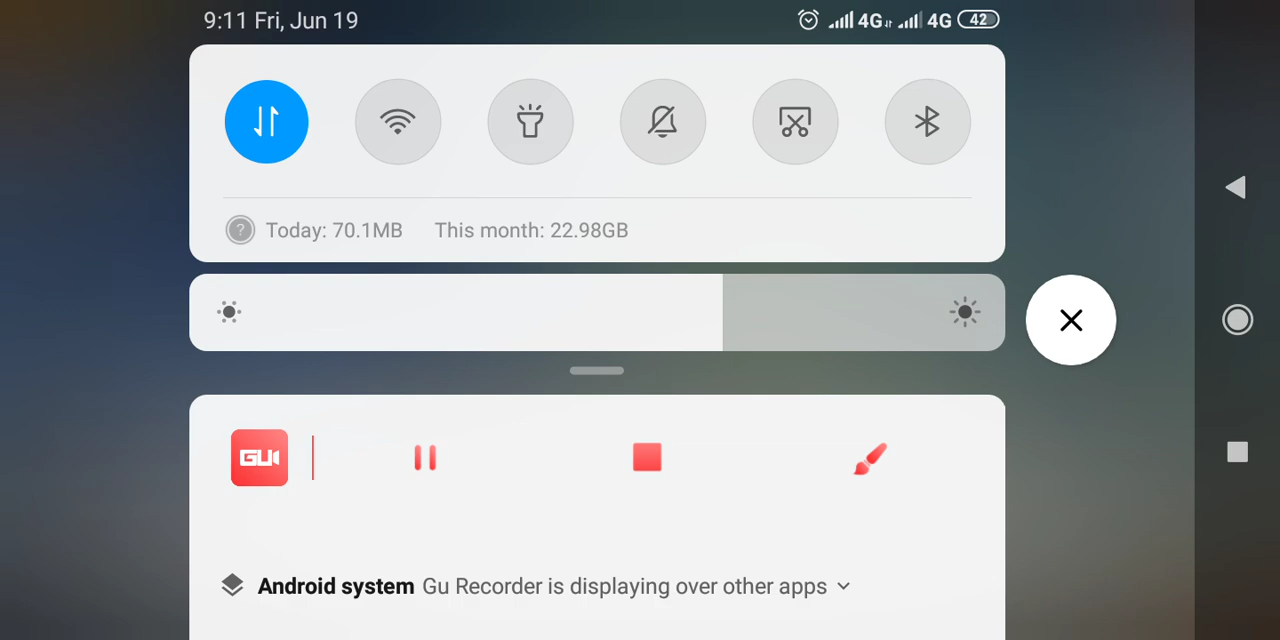 9:11 Fri, Jun 19 4G 4G 42
Today: 70.1MB This month: 22.98GB
GU
Android system Gu Recorder is displaying over other apps